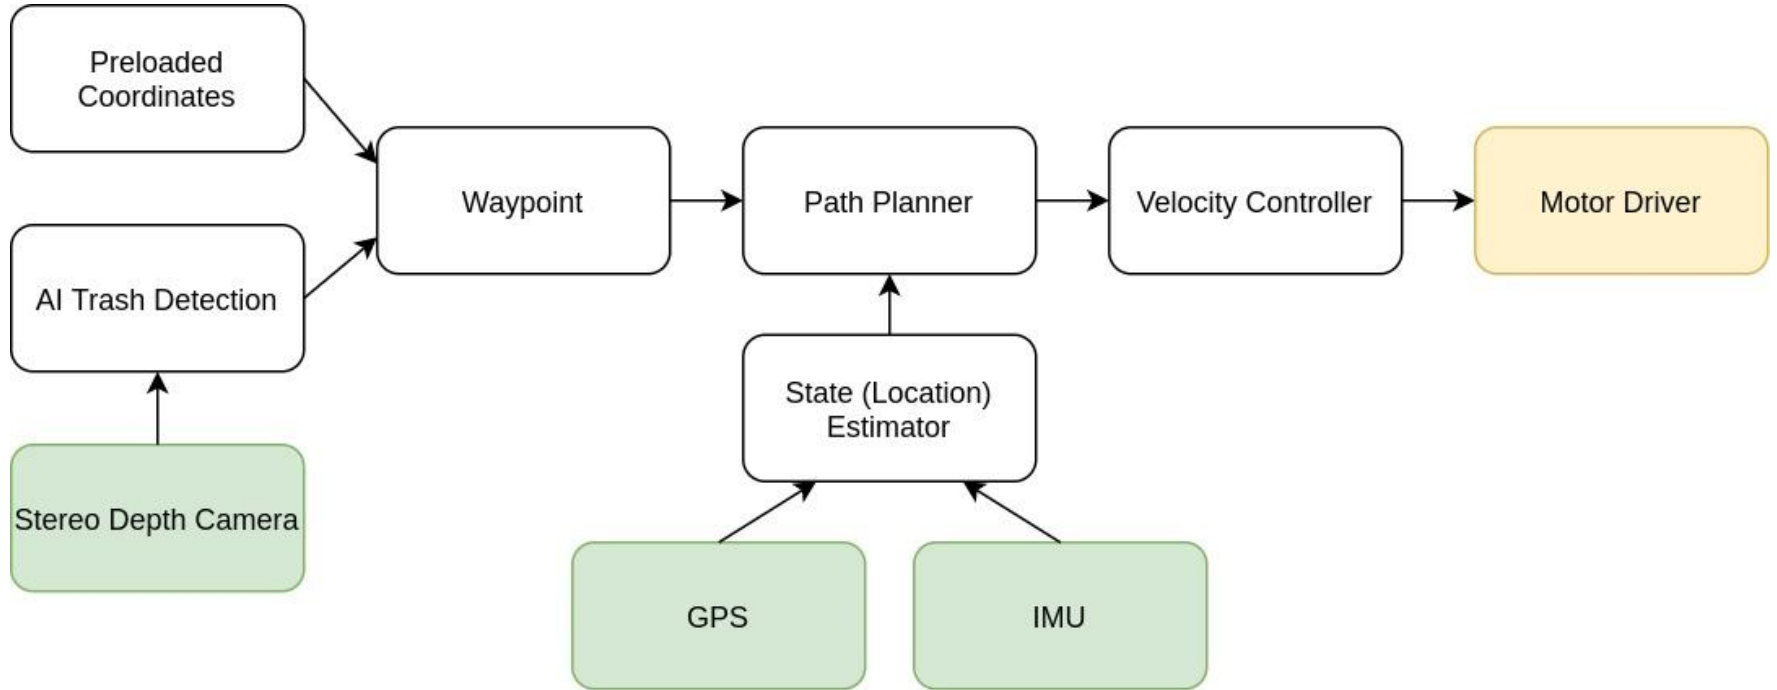 Preloaded
Coordinates
Waypoint
Path Planner
Velocity Controller
Motor Driver
AI Trash Detection
State (Location)
Estimator
Stereo Depth Camera
GPS
IMU